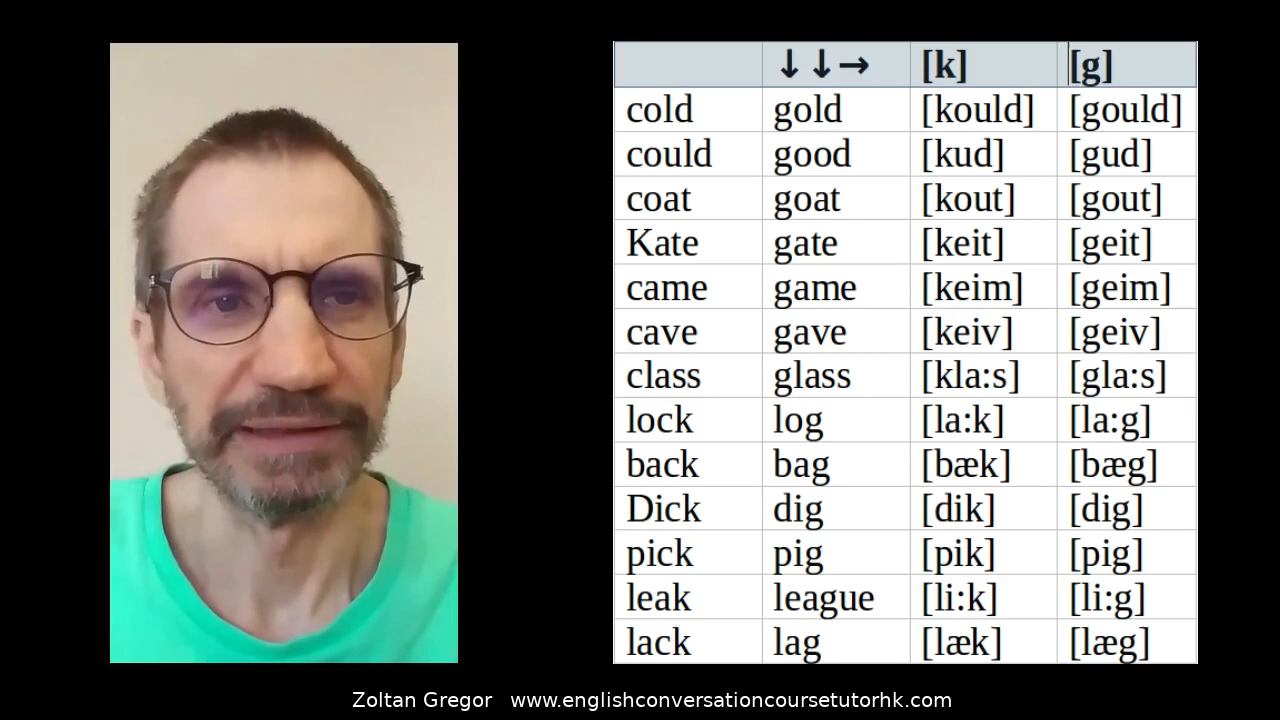 ↓↓→ [k] [g]
cold gold [kould] [gould]
could good [kud] [gud]
coat goat [kout] [gout]
Kate gate [keit] [geit]
came game [keim] [geim]
cave gave [keiv] [geiv]
class glass [kla:s] [gla:s]
lock log [la:k] [la:g]
back bag [bæk] [bæg]
Dick dig [dik] [dig]
pick pig [pik] [pig]
leak league [li:k] [li:g]
lack lag [læk] [læg]
Zoltan Gregor www.englishconversationcoursetutorhk.com